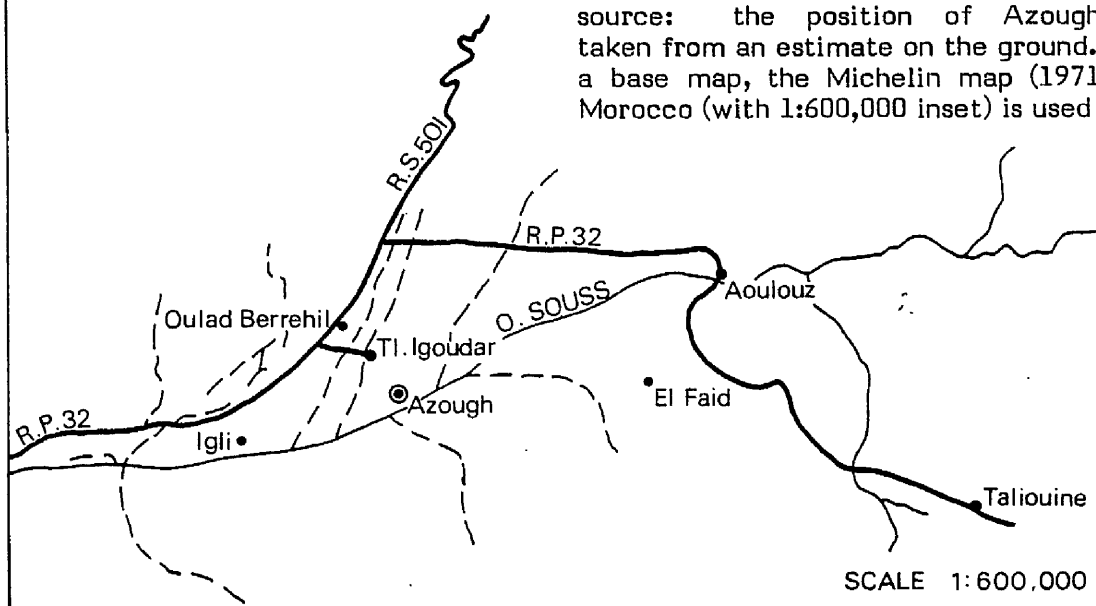 source: the position of Azough
taken from an estimate on the ground.
a base map, the Michelin map (1971
Morocco (with 1:600,000 inset) is used
R.S.501
R.P.32
O. SOUSS
Aoulouz
Oulad Berrehil
Tl. Igoudar
Azough
El Faid
R.P.32
Igli
Taliouine
SCALE 1:600,000